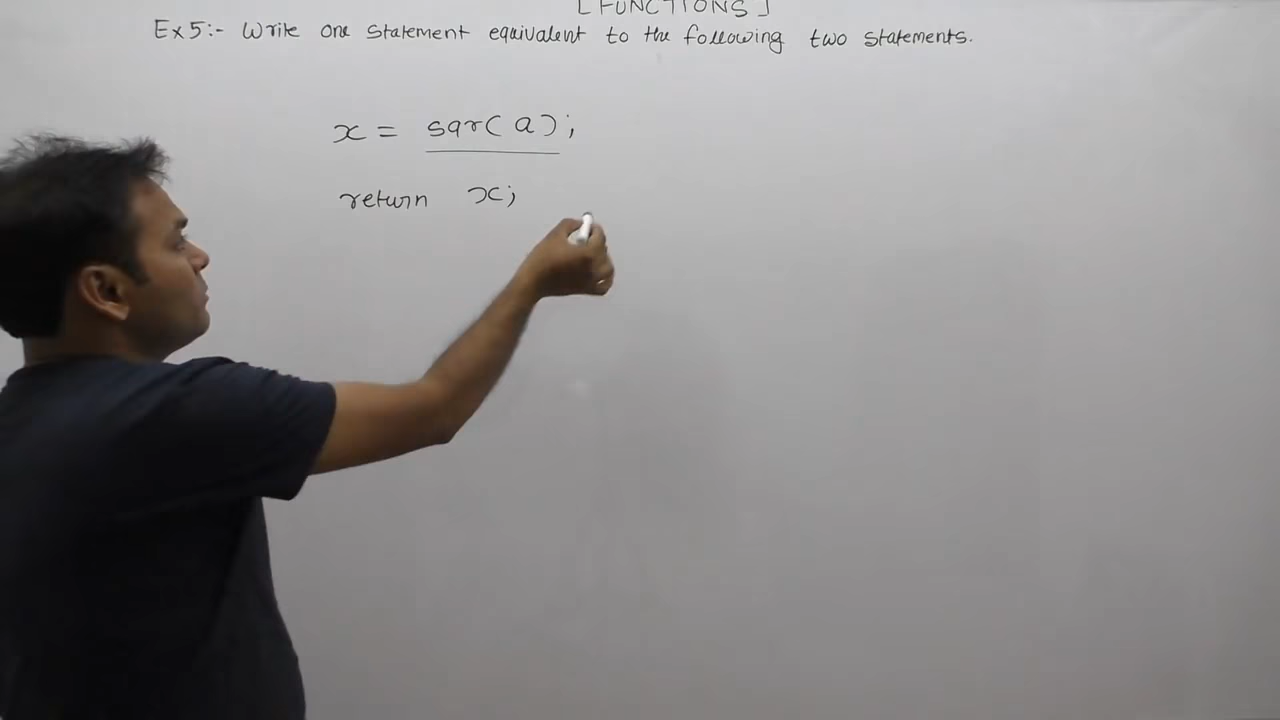 [FUNCTIONS]
Ex5:- Write one statement equivalent to the following two statements.
x = sqr(a);
return x;